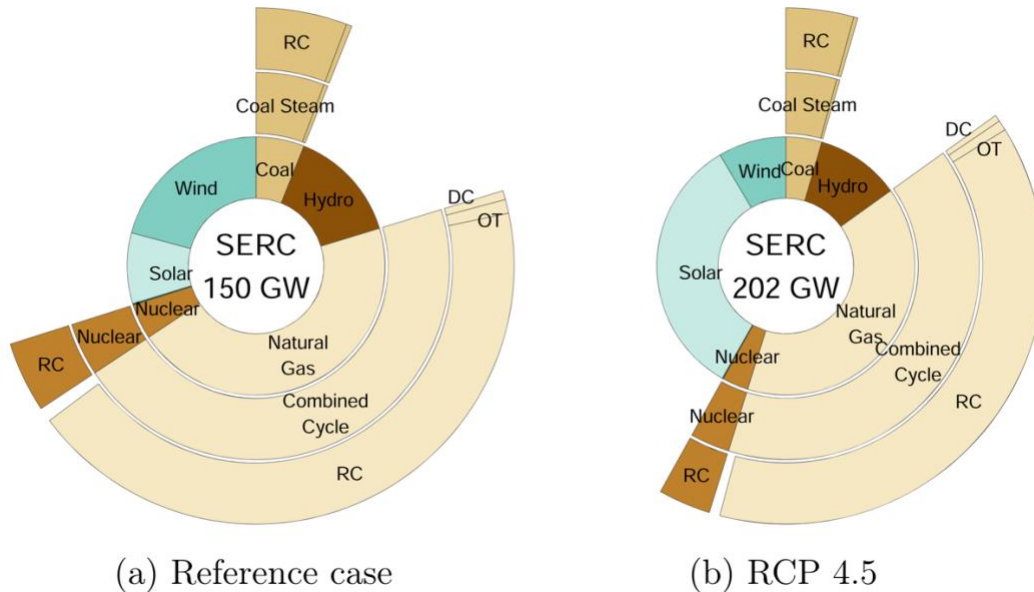 RC
Coal Steam
Coal
Wind
Hydro
DC
OT
SERC
150 GW
Solar
Nuclear
Nuclear
RC
Natural
Gas
Combined
Cycle
RC
(a) Reference case
RC
Coal Steam
DC
OT
Wind
Coal
Hydro
SERC
202 GW
Solar
Natural
Gas
Combined
Cycle
Nuclear
RC
Nuclear
RC
(b) RCP 4.5